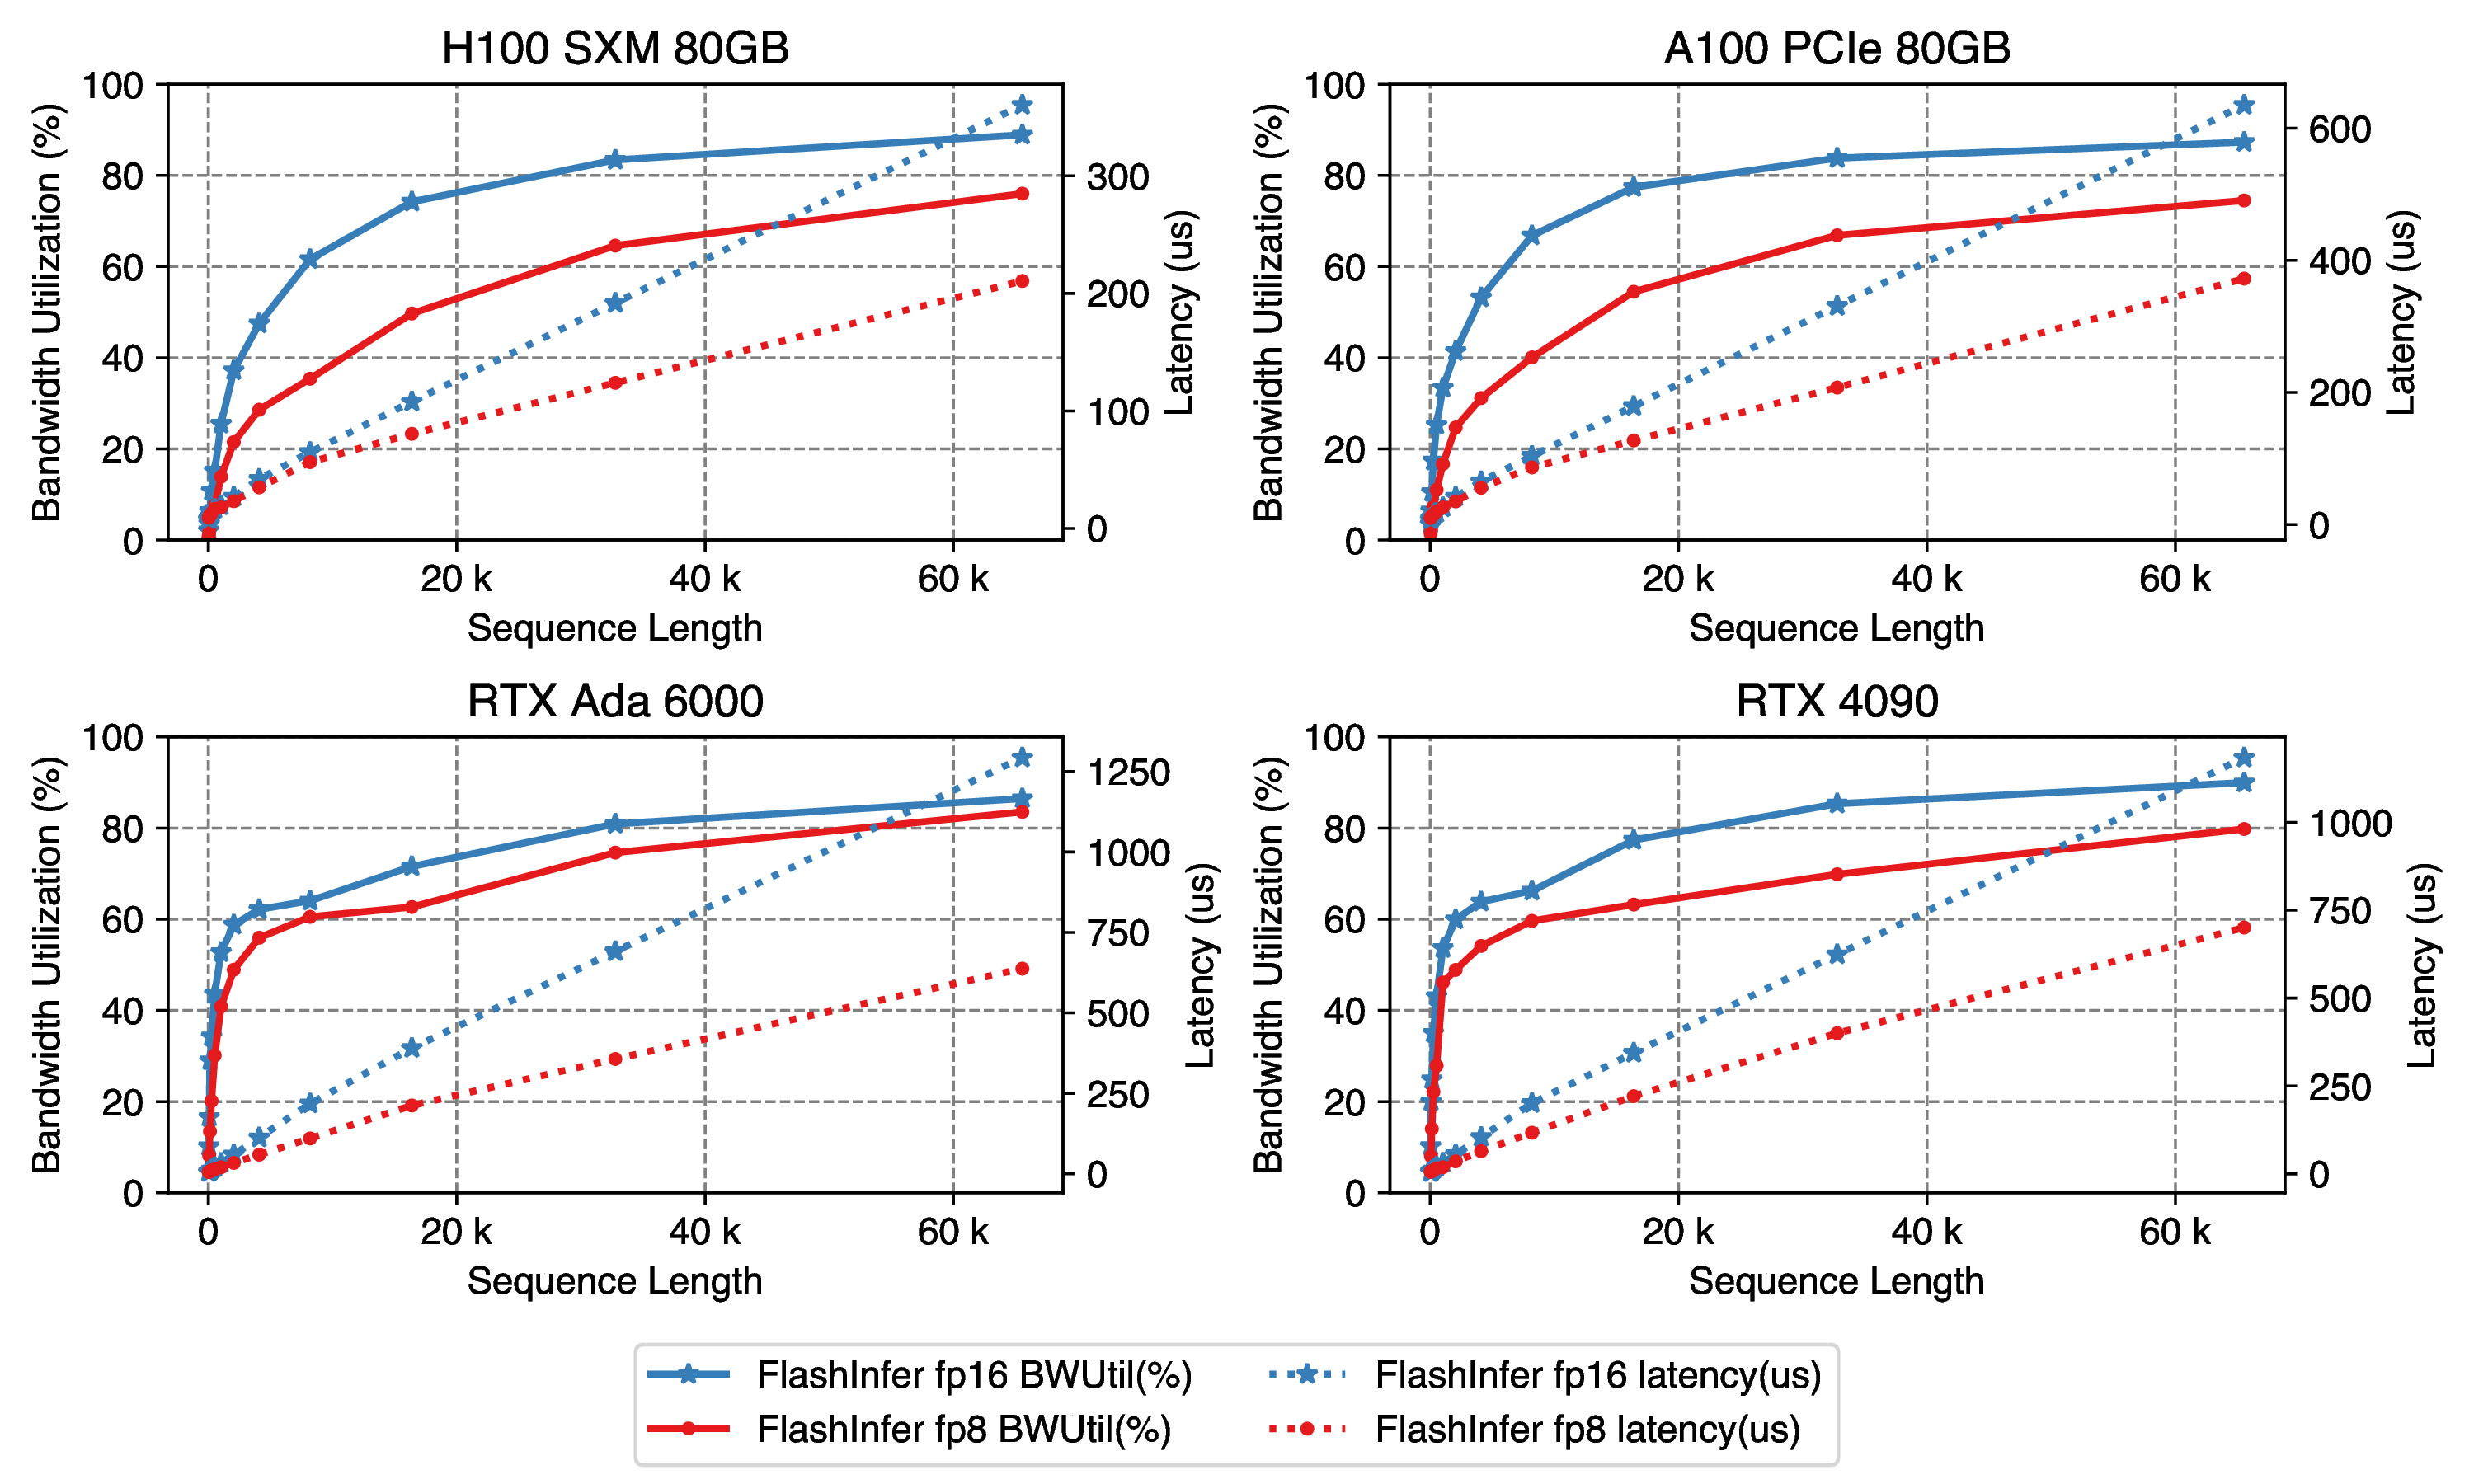 H100 SXM 80GB
Bandwidth Utilization (%)
100
80
60
40
20
0
300
200
100
0
Latency (us)
0
20 k
40 k
60 k
Sequence Length
A100 PCIe 80GB
Bandwidth Utilization (%)
100
80
60
40
20
0
600
400
200
0
Latency (us)
0
20 k
40 k
60 k
Sequence Length
RTX Ada 6000
Bandwidth Utilization (%)
100
80
60
40
20
0
1250
1000
750
500
250
0
Latency (us)
0
20 k
40 k
60 k
Sequence Length
RTX 4090
Bandwidth Utilization (%)
100
80
60
40
20
0
1000
750
500
250
0
Latency (us)
0
20 k
40 k
60 k
Sequence Length
FlashInfer fp16 BWUtil(%)
FlashInfer fp8 BWUtil(%)
FlashInfer fp16 latency(us)
FlashInfer fp8 latency(us)